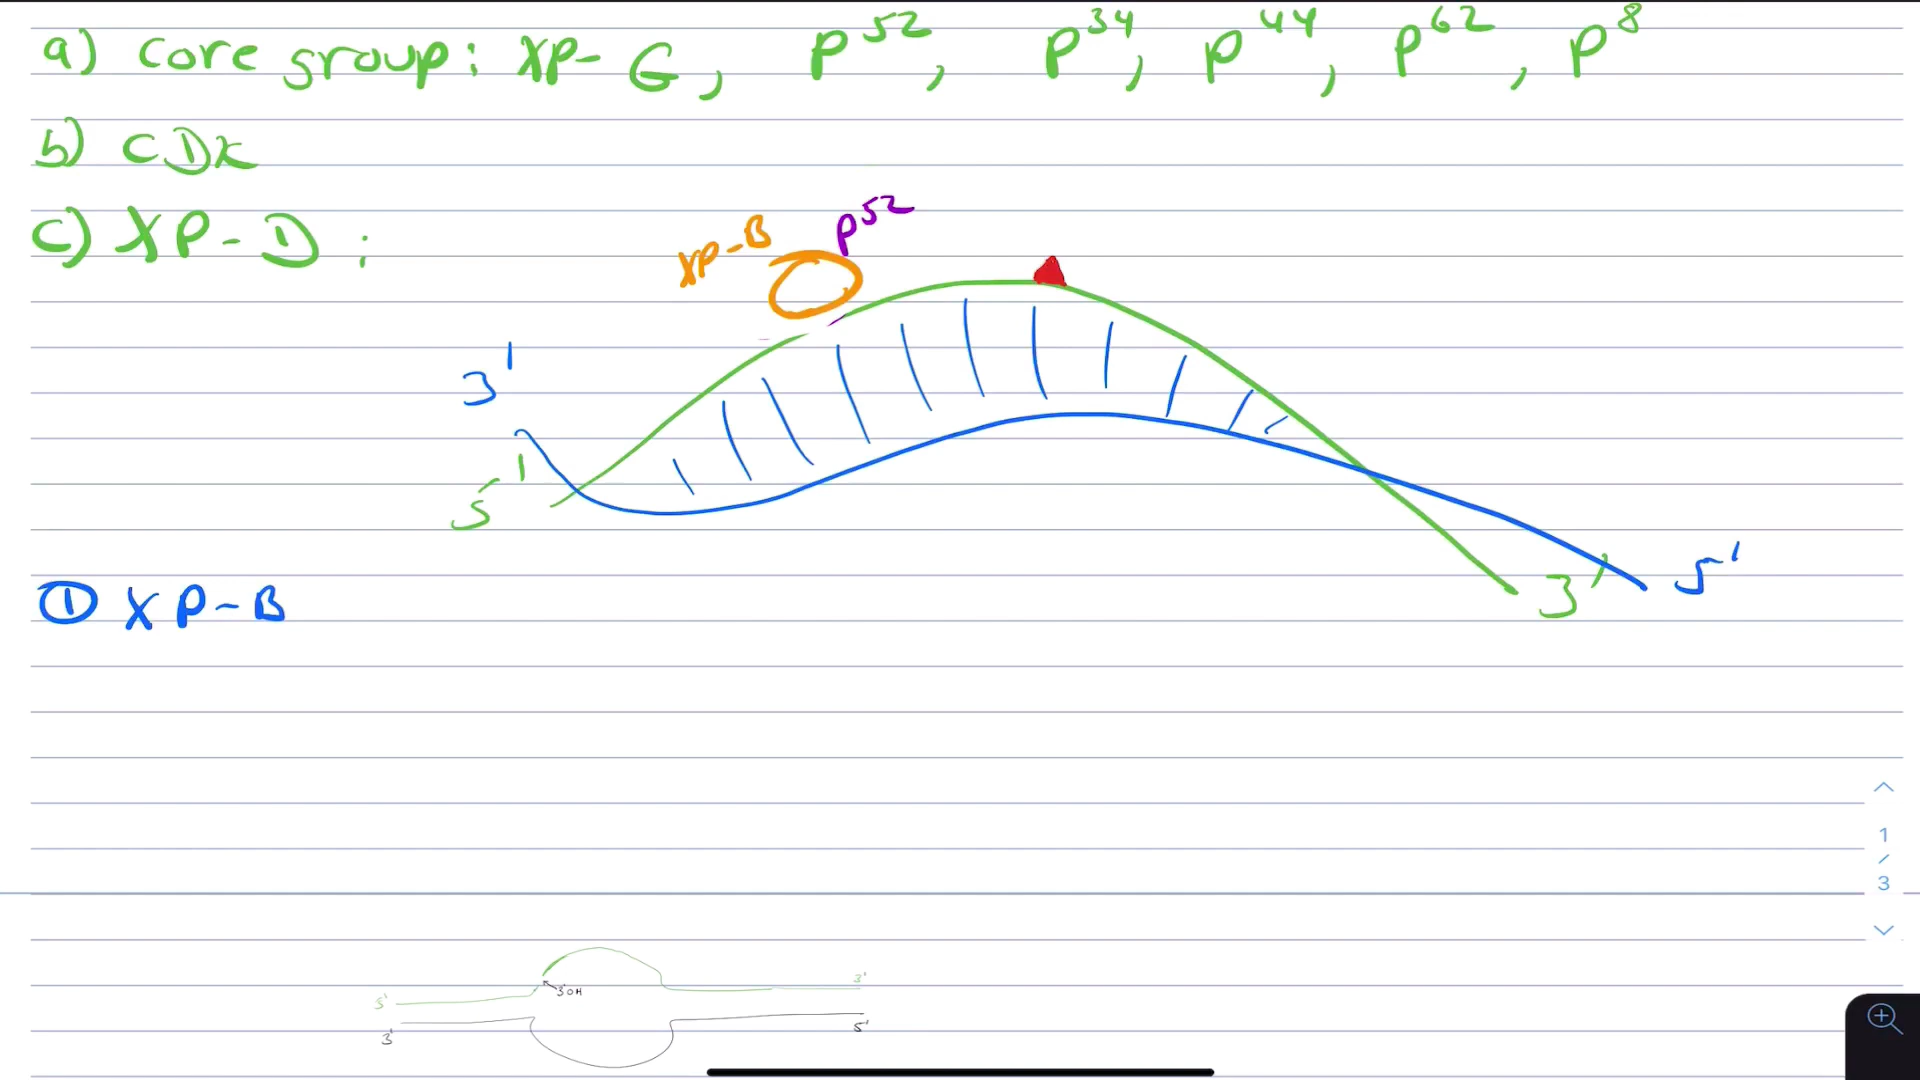 a) core group: XP-G, p52, p34, p44, p62, p8
b) CDK
c) XP-D:
XP-B p52
3'
5'
3' 5'
① XP-B
1
/
3
5' 3'
3'OH
3' 5'